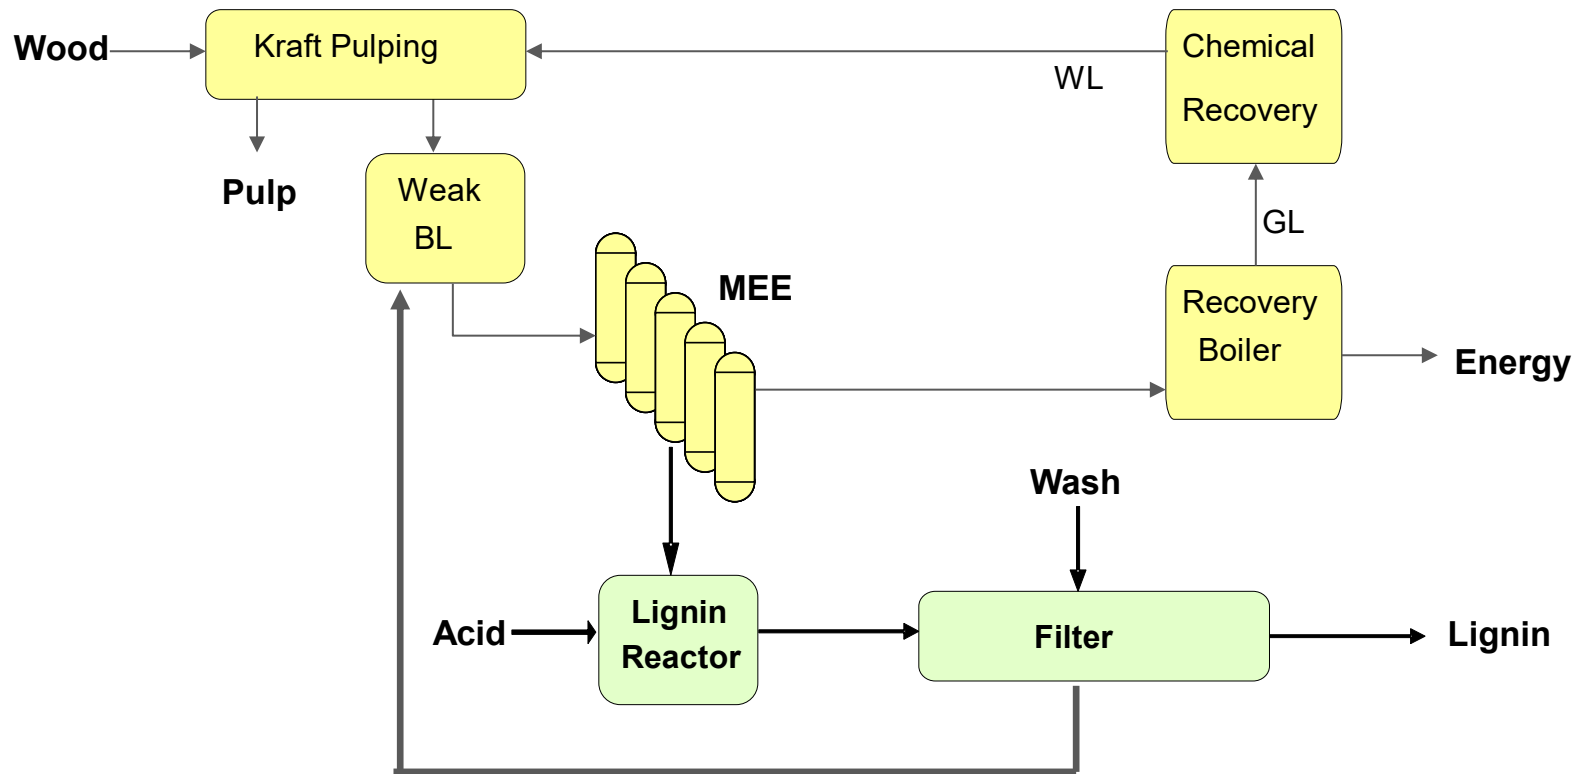 Wood
Kraft Pulping
Chemical
Recovery
WL
Pulp
Weak
BL
GL
MEE
Recovery
Boiler
Energy
Wash
Acid
Lignin
Reactor
Filter
Lignin